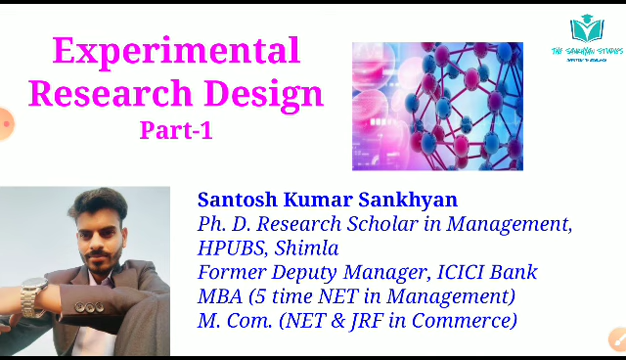 Experimental
Research Design
Part-1
THE SANKHYAN STUDIES
Santosh Kumar Sankhyan
Ph. D. Research Scholar in Management,
HPUBS, Shimla
Former Deputy Manager, ICICI Bank
MBA (5 time NET in Management)
M. Com. (NET & JRF in Commerce)